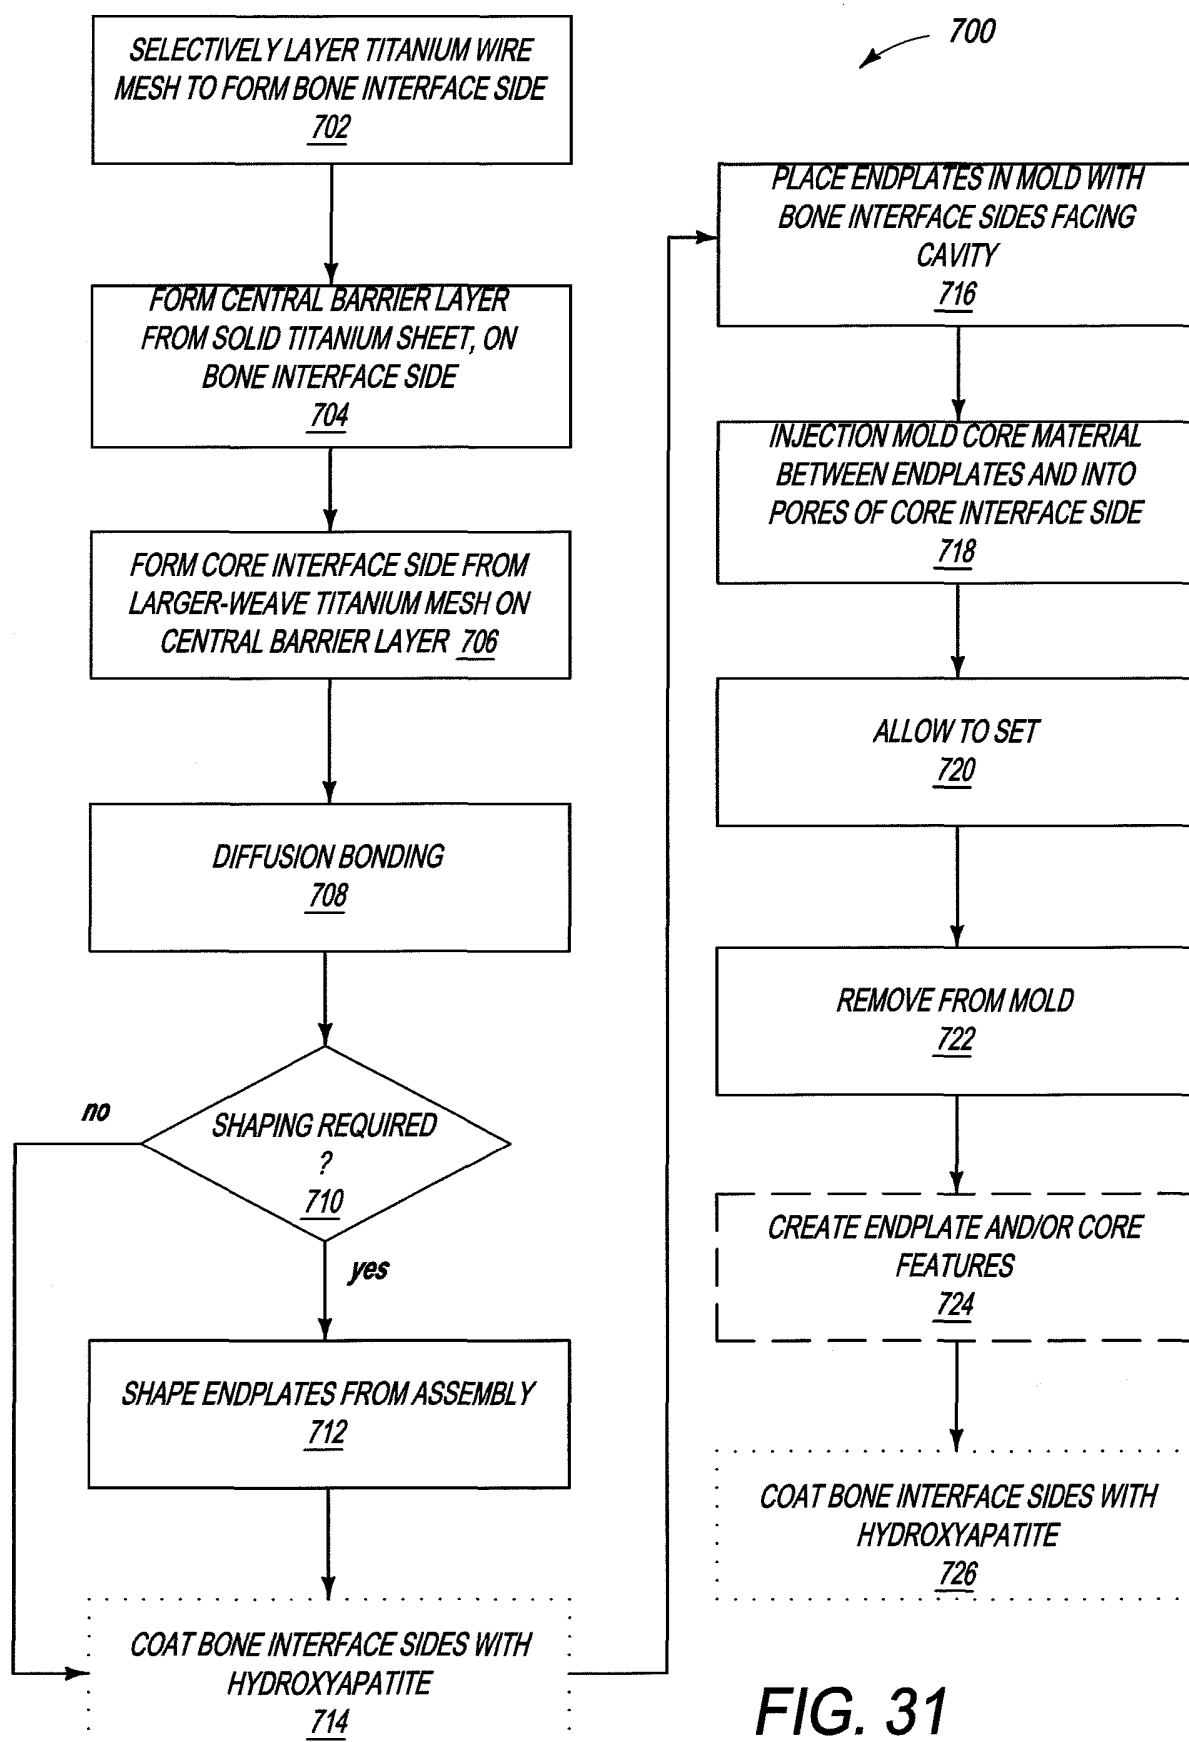 700
SELECTIVELY LAYER TITANIUM WIRE
MESH TO FORM BONE INTERFACE SIDE
702
FORM CENTRAL BARRIER LAYER
FROM SOLID TITANIUM SHEET, ON
BONE INTERFACE SIDE
704
FORM CORE INTERFACE SIDE FROM
LARGER-WEAVE TITANIUM MESH ON
CENTRAL BARRIER LAYER 706
DIFFUSION BONDING
708
no
SHAPING REQUIRED
?
710
yes
SHAPE ENDPLATES FROM ASSEMBLY
712
COAT BONE INTERFACE SIDES WITH
HYDROXYAPATITE
714
PLACE ENDPLATES IN MOLD WITH
BONE INTERFACE SIDES FACING
CAVITY
716
INJECTION MOLD CORE MATERIAL
BETWEEN ENDPLATES AND INTO
PORES OF CORE INTERFACE SIDE
718
ALLOW TO SET
720
REMOVE FROM MOLD
722
CREATE ENDPLATE AND/OR CORE
FEATURES
724
COAT BONE INTERFACE SIDES WITH
HYDROXYAPATITE
726
FIG. 31